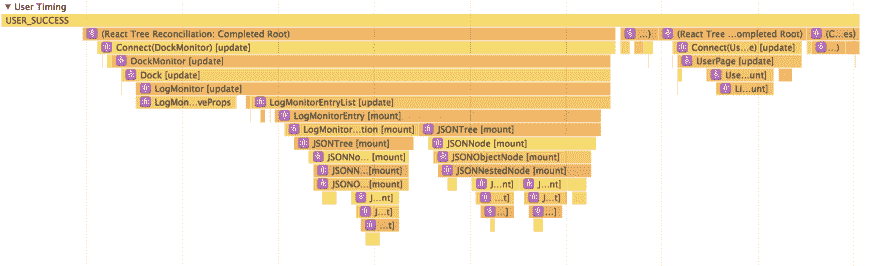 ▼ User Timing
USER_SUCCESS
(React Tree Reconciliation: Completed Root) ...) (React Tree ...ompleted Root) (C...es)
Connect(DockMonitor) [update] Connect(Us...e) [update] ...)
DockMonitor [update] UserPage [update]
Dock [update] Use...unt]
LogMonitor [update] Li...unt]
LogMon...veProps LogMonitorEntryList [update]
LogMonitorEntry [mount]
LogMonitor...tion [mount] JSONTree [mount]
JSONTree [mount] JSONNode [mount]
JSONNo... [mount] JSONObjectNode [mount]
JSONN... [mount] JSONNestedNode [mount]
JSONO...[mount] J...nt] J...nt]
J...nt] ...t] J...t]
J...t] ...] ...]
...t]